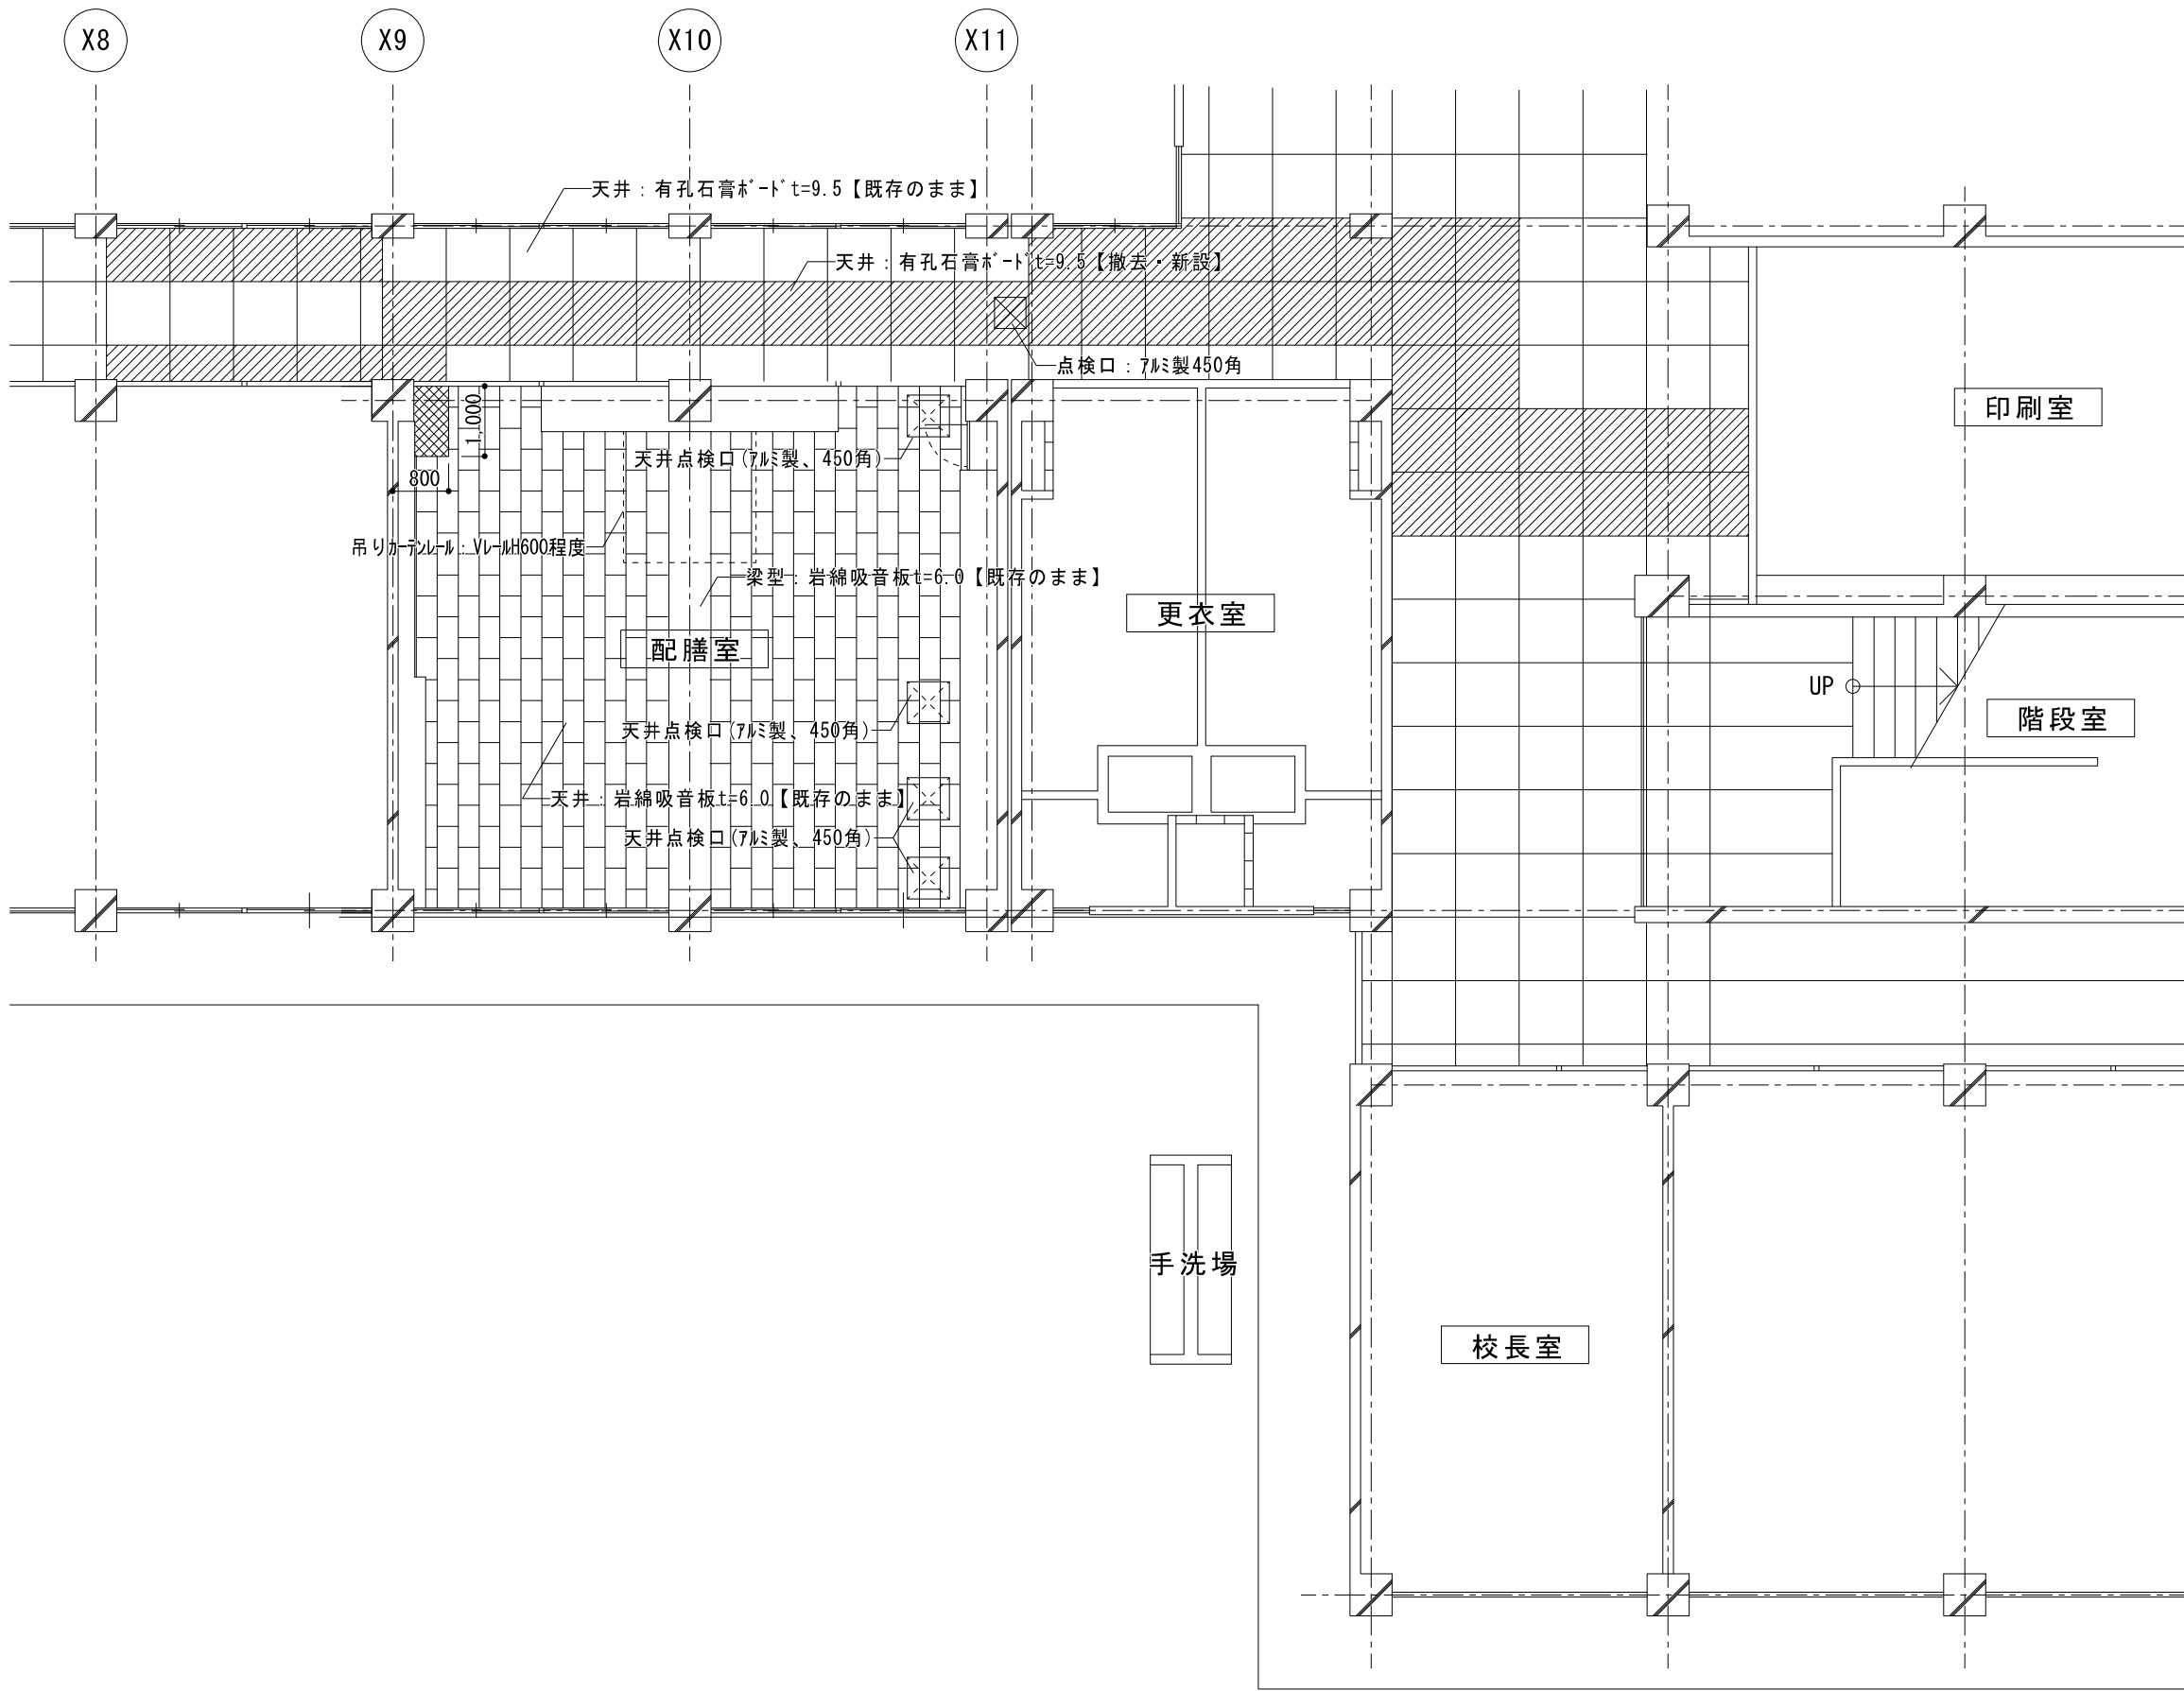 X8
X9
X10
X11
天井：有孔石膏ﾎﾞｰﾄﾞt=9.5【既存のまま】
天井：有孔石膏ﾎﾞｰﾄﾞt=9.5【撤去・新設】
点検口：ｱﾙﾐ製450角
印刷室
1,000
天井点検口(ｱﾙﾐ製、450角)
800
吊りｶｰﾃﾝﾚｰﾙ：VﾚｰﾙH600程度
梁型：岩綿吸音板t=6.0【既存のまま】
更衣室
配膳室
UP
階段室
天井点検口(ｱﾙﾐ製、450角)
天井：岩綿吸音板t=6.0【既存のまま】
天井点検口(ｱﾙﾐ製、450角)
手洗場
校長室